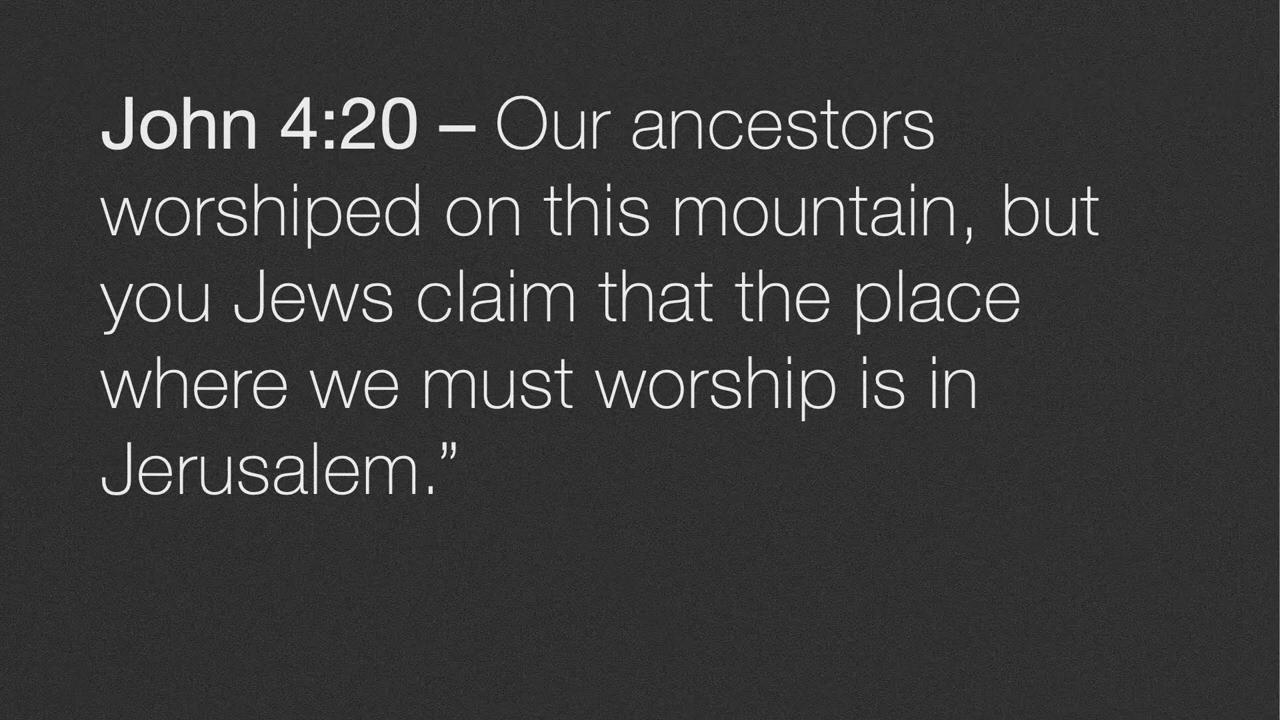 John 4:20 – Our ancestors
worshiped on this mountain, but
you Jews claim that the place
where we must worship is in
Jerusalem.”